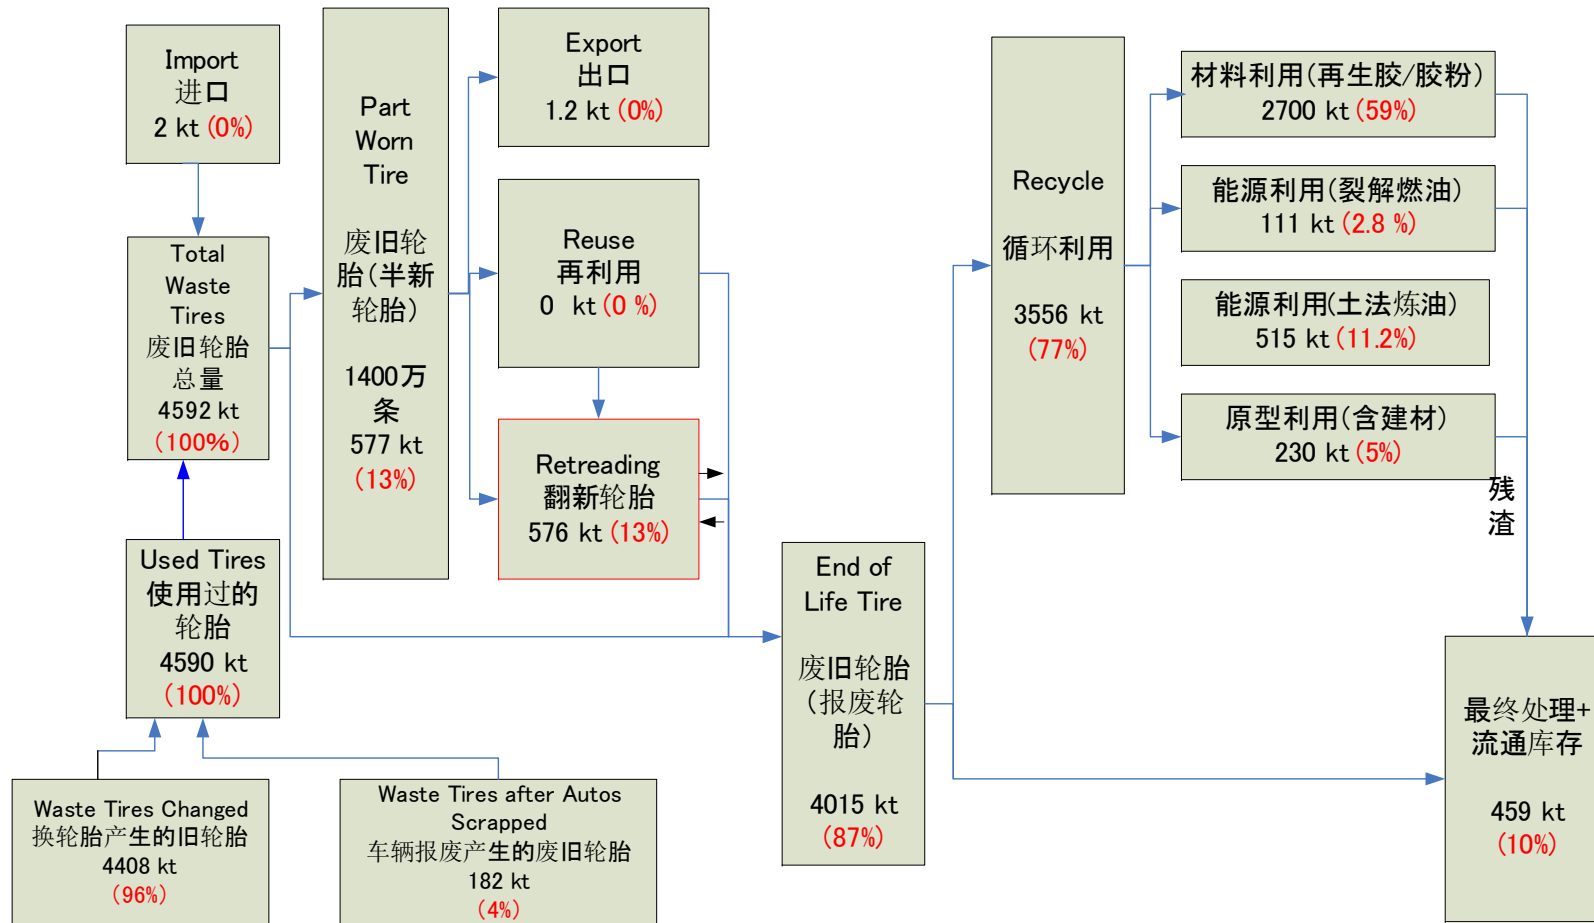 Import
进口
2 kt (0%)
Total
Waste
Tires
废旧轮胎
总量
4592 kt
(100%)
Used Tires
使用过的
轮胎
4590 kt
(100%)
Waste Tires Changed
换轮胎产生的旧轮胎
4408 kt
(96%)
Waste Tires after Autos
Scrapped
车辆报废产生的废旧轮胎
182 kt
(4%)
Part
Worn
Tire
废旧轮
胎(半新
轮胎)
1400万
条
577 kt
(13%)
Export
出口
1.2 kt (0%)
Reuse
再利用
0 kt (0 %)
Retreading
翻新轮胎
576 kt (13%)
End of
Life Tire
废旧轮胎
(报废轮
胎)
4015 kt
(87%)
Recycle
循环利用
3556 kt
(77%)
材料利用(再生胶/胶粉)
2700 kt (59%)
能源利用(裂解燃油)
111 kt (2.8 %)
能源利用(土法炼油)
515 kt (11.2%)
原型利用(含建材)
230 kt (5%)
残
渣
最终处理+
流通库存
459 kt
(10%)